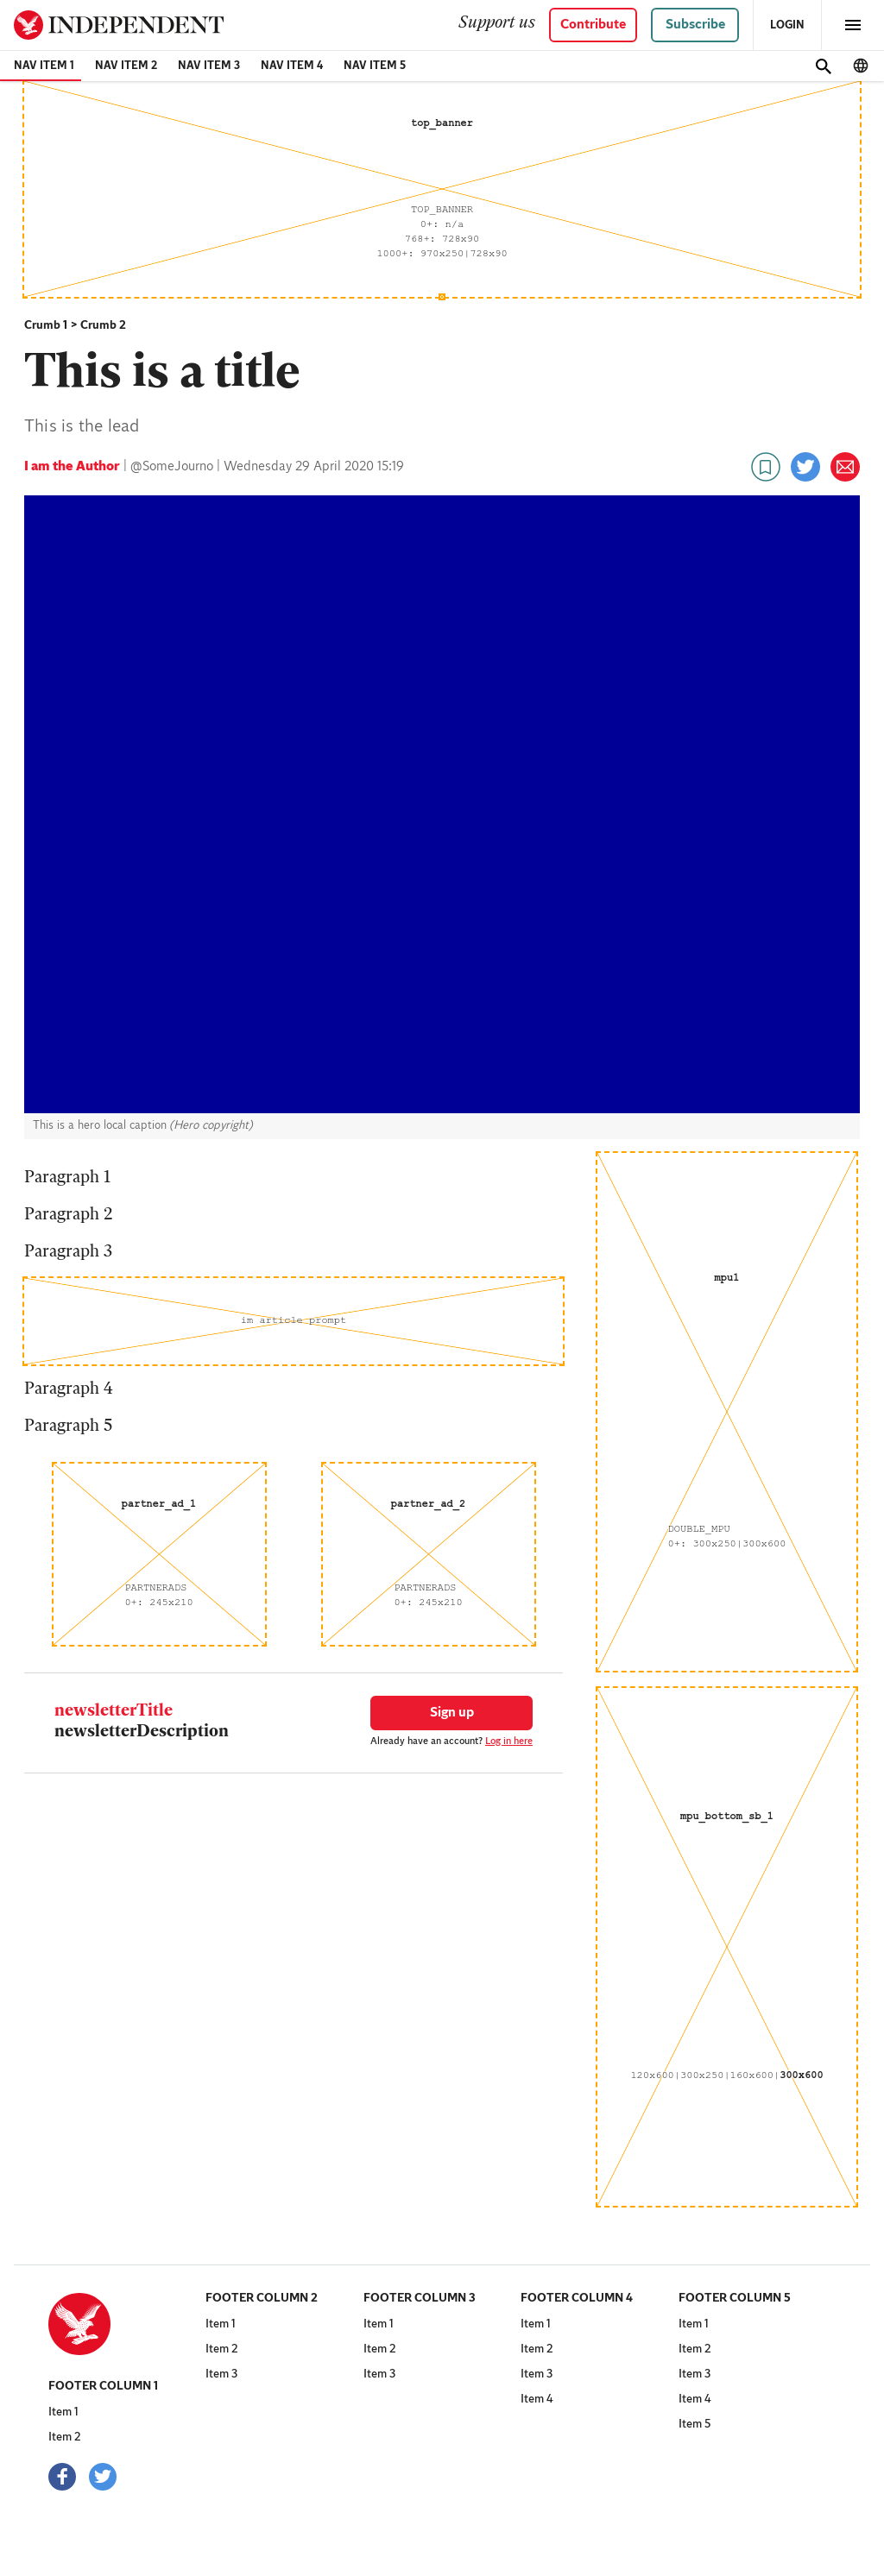 INDEPENDENT
Support us
Contribute
Subscribe
LOGIN
NAV ITEM 1
NAV ITEM 2
NAV ITEM 3
NAV ITEM 4
NAV ITEM 5
top_banner
TOP_BANNER
0+: n/a
768+: 728x90
1000+: 970x250|728x90
Crumb 1 > Crumb 2
This is a title
This is the lead
I am the Author | @SomeJourno | Wednesday 29 April 2020 15:19
This is a hero local caption (Hero copyright)
Paragraph 1
Paragraph 2
Paragraph 3
im article prompt
Paragraph 4
Paragraph 5
partner_ad_1
PARTNERADS
0+: 245x210
partner_ad_2
PARTNERADS
0+: 245x210
newsletterTitle
newsletterDescription
Sign up
Already have an account? Log in here
mpu1
DOUBLE_MPU
0+: 300x250|300x600
mpu_bottom_sb_1
120x600|300x250|160x600|300x600
FOOTER COLUMN 1
Item 1
Item 2
FOOTER COLUMN 2
Item 1
Item 2
Item 3
FOOTER COLUMN 3
Item 1
Item 2
Item 3
FOOTER COLUMN 4
Item 1
Item 2
Item 3
Item 4
FOOTER COLUMN 5
Item 1
Item 2
Item 3
Item 4
Item 5